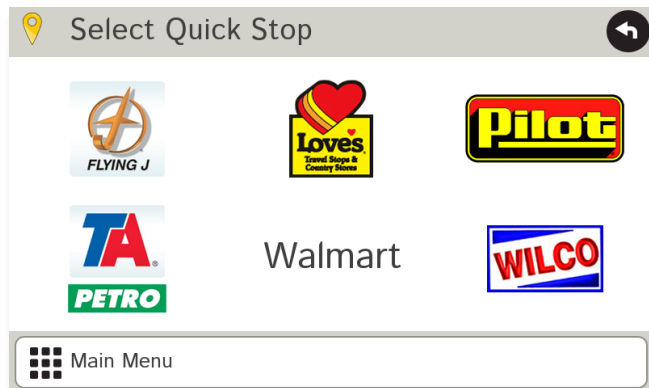 Select Quick Stop
FLYING J
Loves
Travel Stops &
Country Stores
Pilot
TA
PETRO
Walmart
WILCO
Main Menu